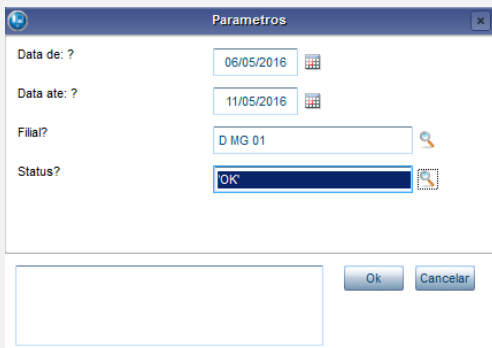 Parametros
Data de: ? 06/05/2016
Data ate: ? 11/05/2016
Filial? D MG 01
Status? 'OK'
Ok Cancelar